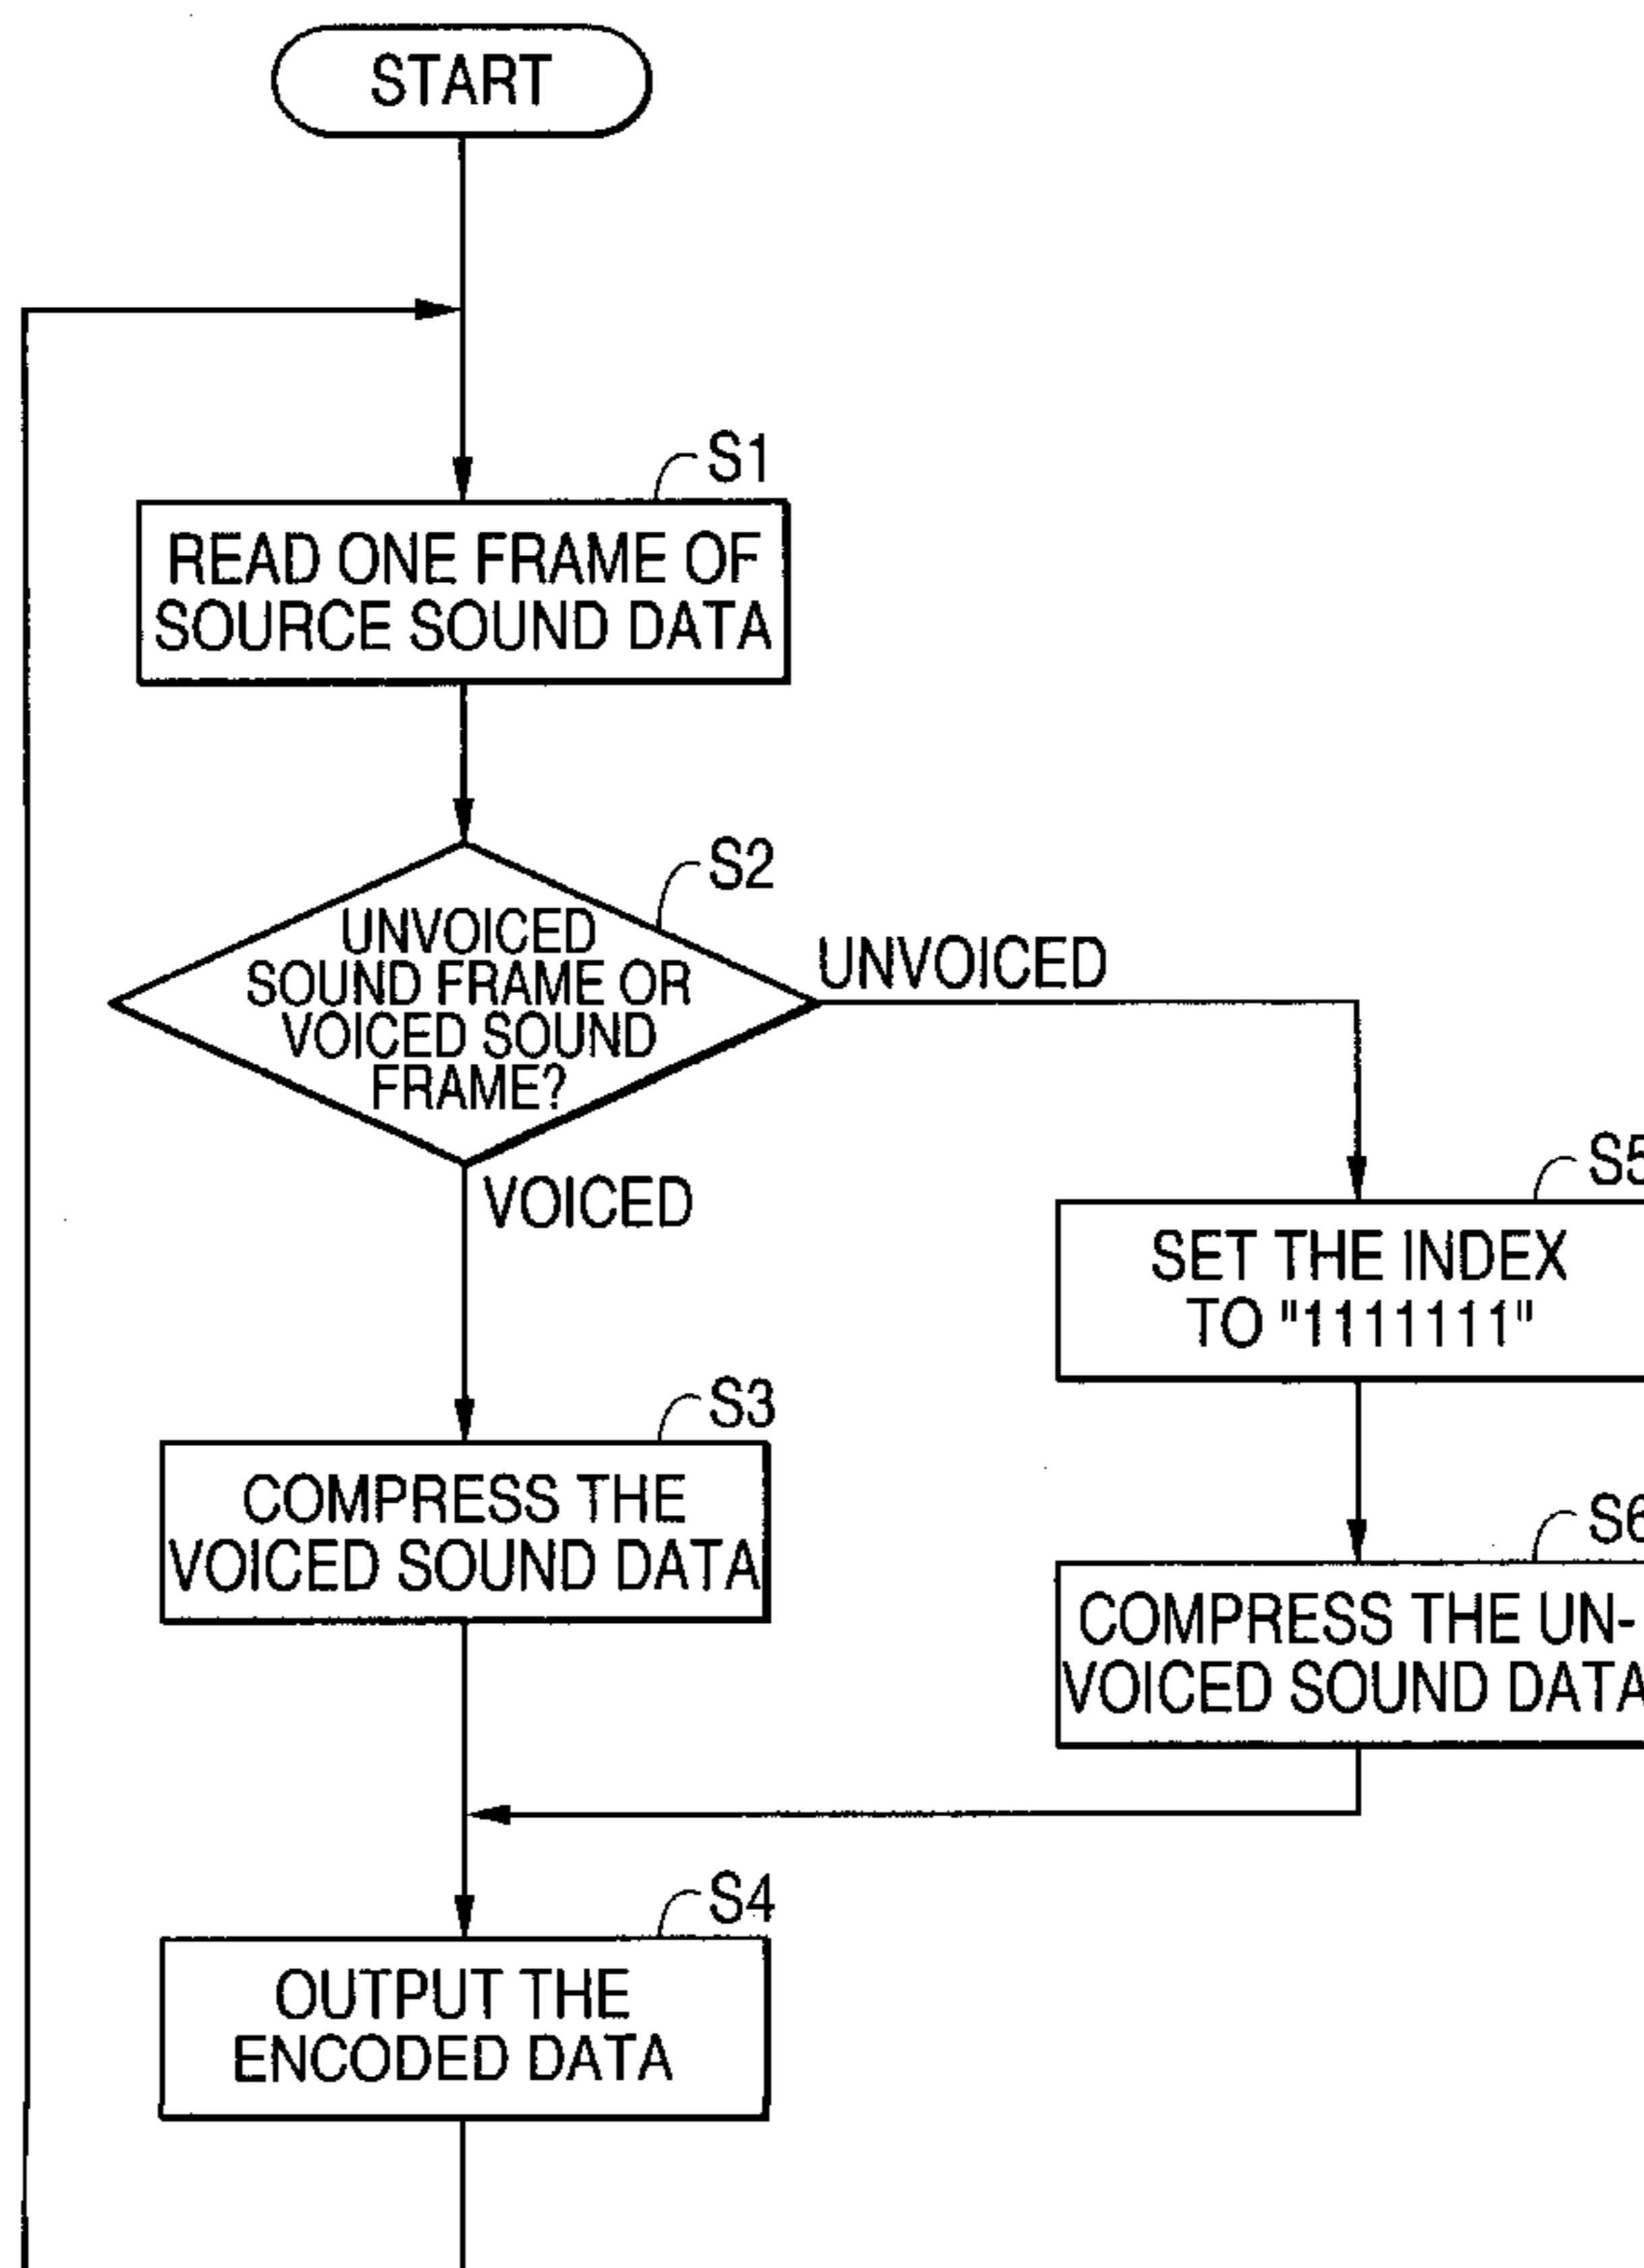 START
S1
READ ONE FRAME OF
SOURCE SOUND DATA
S2
UNVOICED
SOUND FRAME OR
VOICED SOUND
FRAME?
UNVOICED
VOICED
S5
SET THE INDEX
TO "1111111"
S3
COMPRESS THE
VOICED SOUND DATA
S6
COMPRESS THE UN-
VOICED SOUND DATA
S4
OUTPUT THE
ENCODED DATA